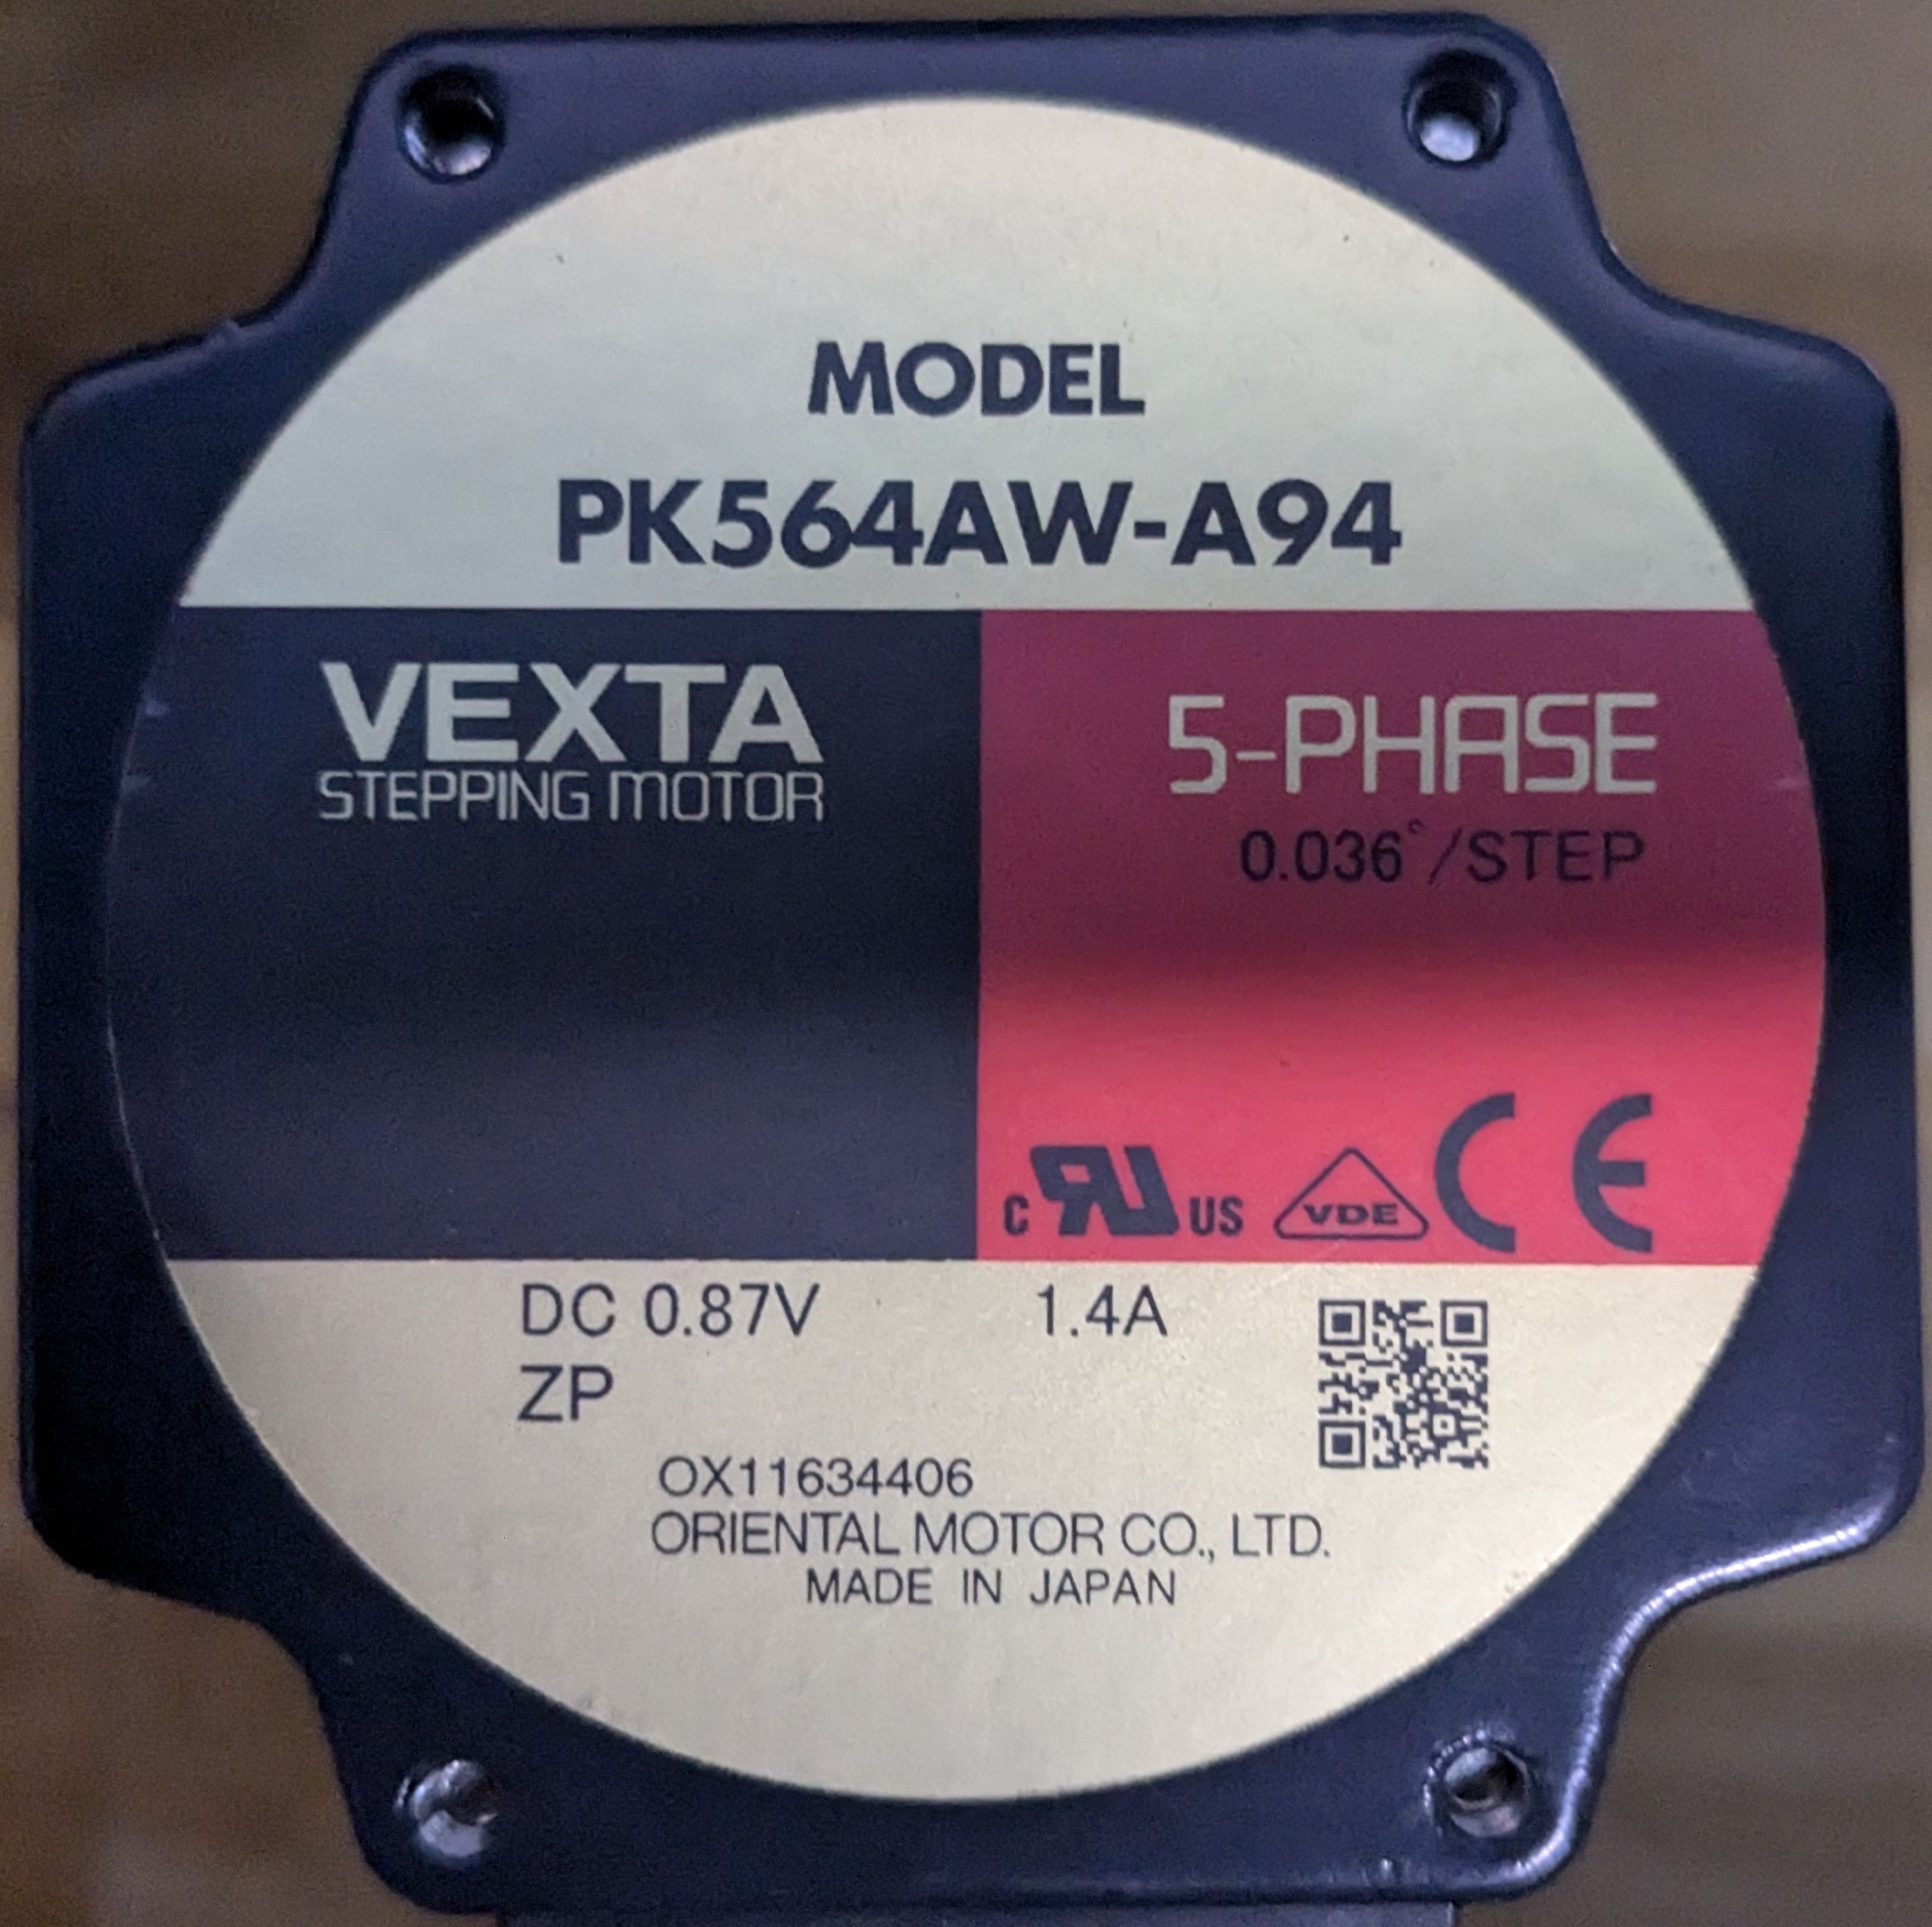 MODEL
PK564AW-A94
VEXTA
STEPPING MOTOR
5-PHASE
0.036°/STEP
c RU US VDE CE
DC 0.87V 1.4A
ZP
OX11634406
ORIENTAL MOTOR CO., LTD.
MADE IN JAPAN